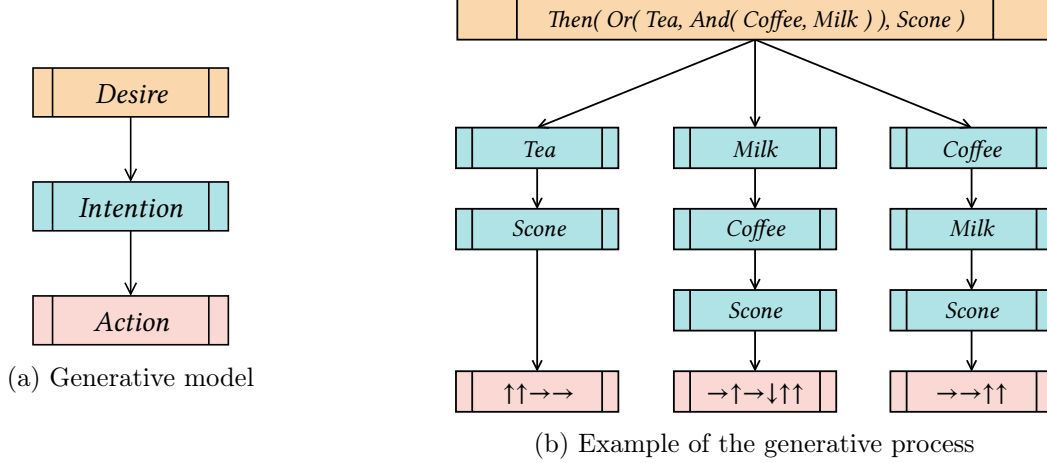 Desire
Intention
Action
(a) Generative model
Then( Or( Tea, And( Coffee, Milk ) ), Scone )
Tea
Milk
Coffee
Scone
Coffee
Milk
Scone
Scone
↑↑→→
→↑→↓↑↑
→→↑↑
(b) Example of the generative process